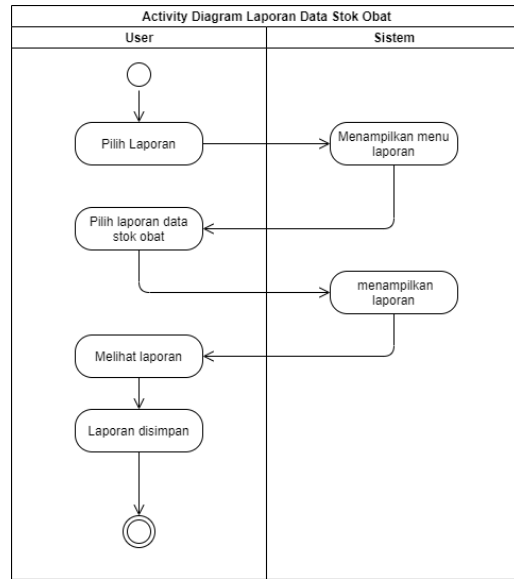 Activity Diagram Laporan Data Stok Obat
User
Sistem
Pilih Laporan
Menampilkan menu
laporan
Pilih laporan data
stok obat
menampilkan
laporan
Melihat laporan
Laporan disimpan